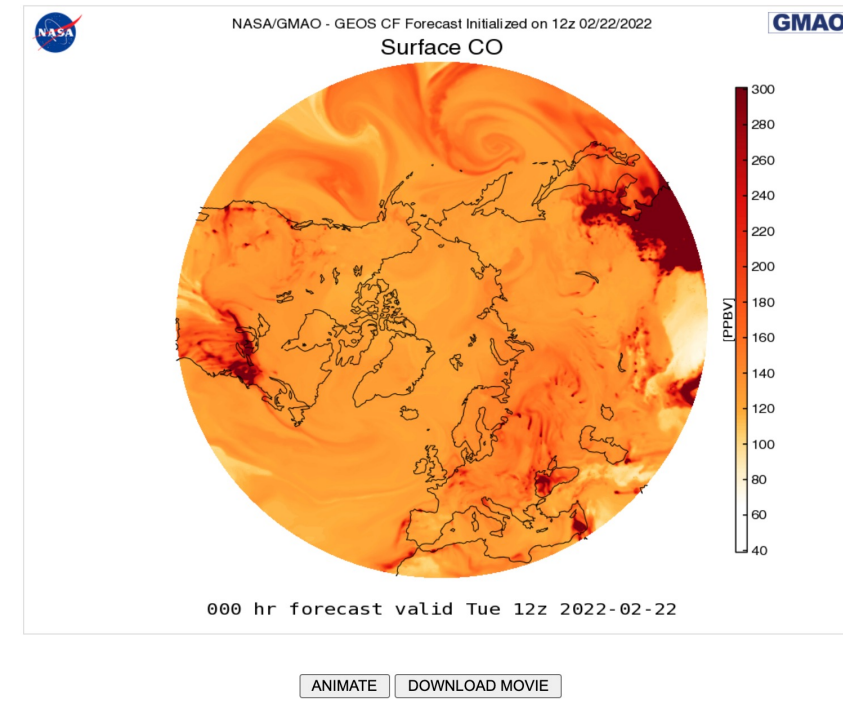 NASA
NASA/GMAO - GEOS CF Forecast Initialized on 12z 02/22/2022
GMAO
Surface CO
300
280
260
240
220
200
180
160
140
120
100
80
60
40
[PPBV]
000 hr forecast valid Tue 12z 2022-02-22
ANIMATE
DOWNLOAD MOVIE